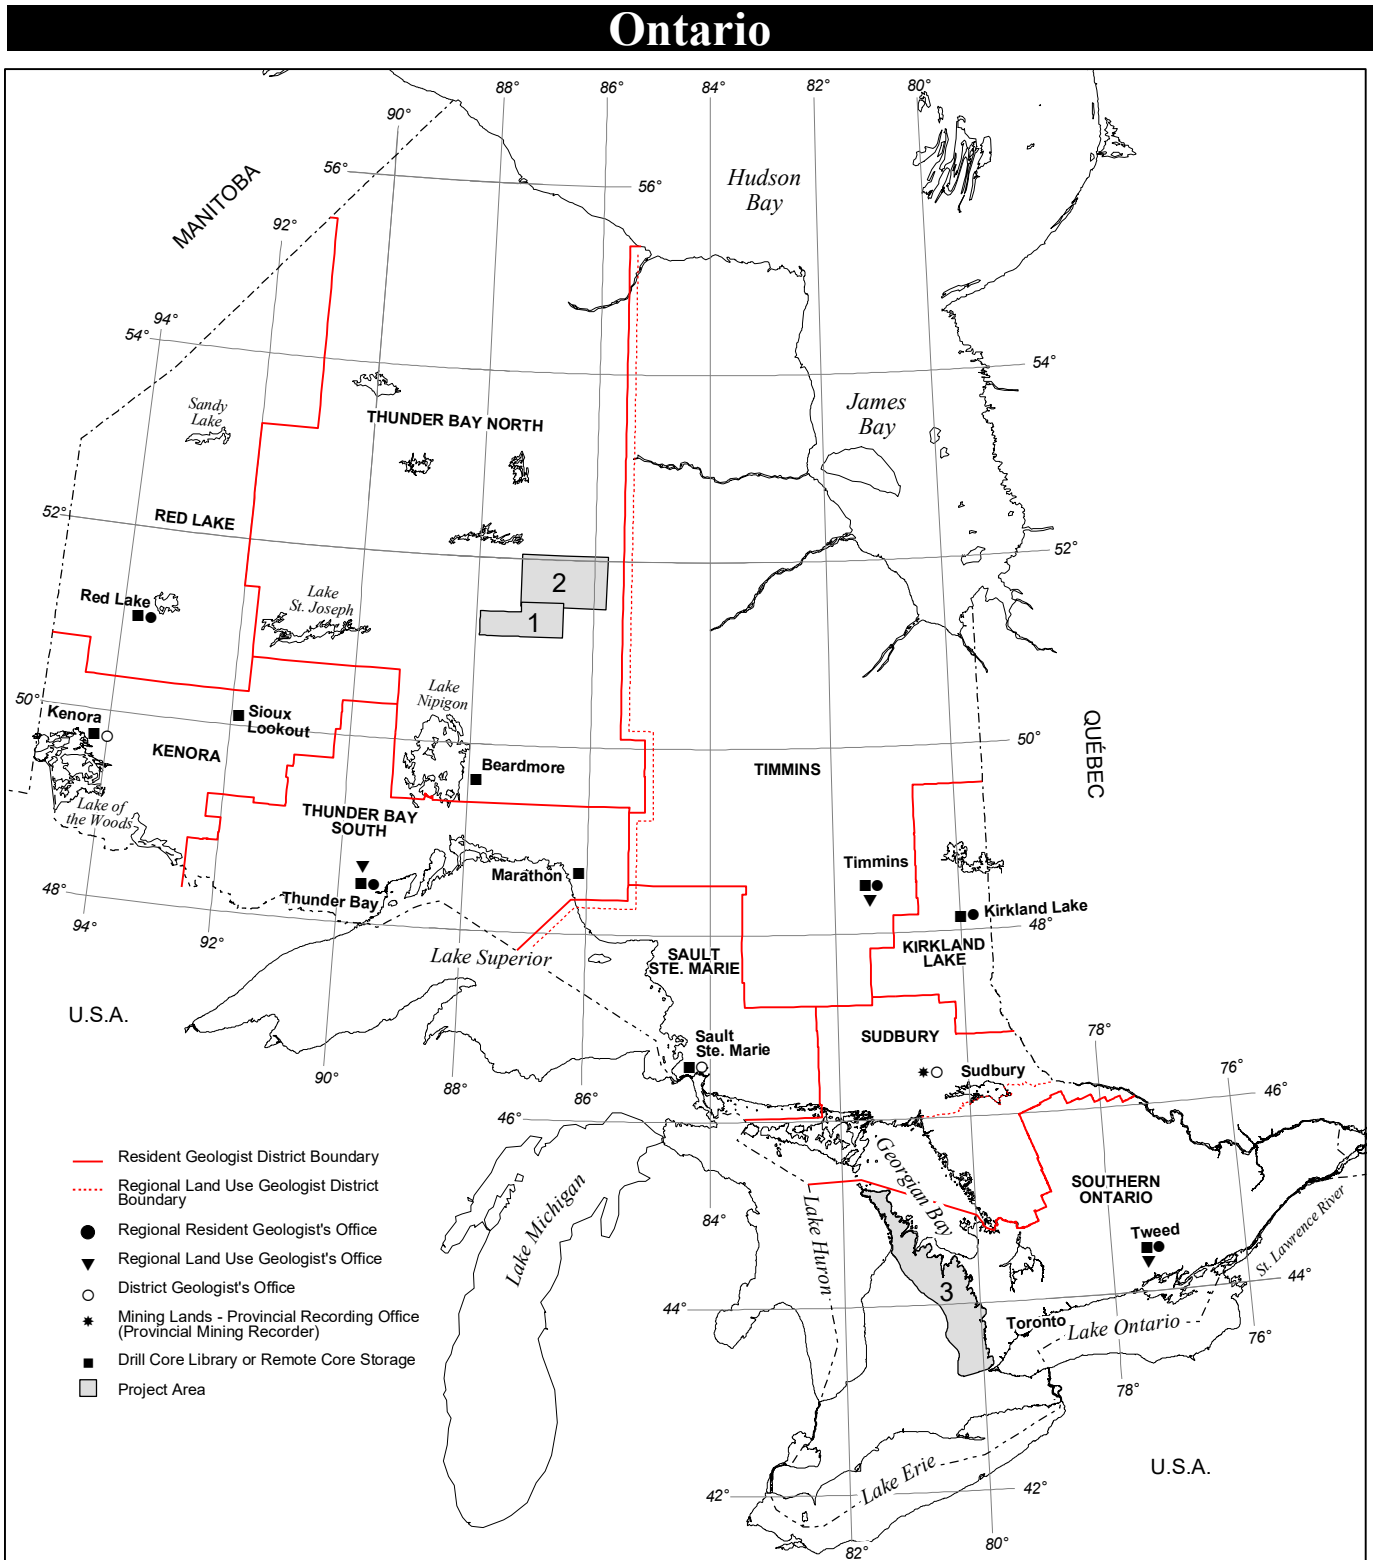 Ontario
88°
86°
84°
82°
80°
90°
56°
56°
MANITOBA
Hudson
Bay
92°
94°
54°
54°
Sandy
Lake
THUNDER BAY NORTH
James
Bay
52°
RED LAKE
52°
2
Red Lake
Lake
St. Joseph
1
50°
Kenora
Sioux
Lookout
Lake
Nipigon
QUÉBEC
50°
KENORA
Beardmore
TIMMINS
Lake of
the Woods
THUNDER BAY
SOUTH
Timmins
Marathon
48°
Thunder Bay
Kirkland Lake
94°
92°
48°
Lake Superior
SAULT
STE. MARIE
KIRKLAND
LAKE
U.S.A.
Sault
Ste. Marie
SUDBURY
78°
Sudbury
90°
88°
86°
76°
46°
46°
Resident Geologist District Boundary
Regional Land Use Geologist District
Boundary
Regional Resident Geologist's Office
Regional Land Use Geologist's Office
District Geologist's Office
Mining Lands - Provincial Recording Office
(Provincial Mining Recorder)
Drill Core Library or Remote Core Storage
Project Area
Lake Michigan
Georgian Bay
SOUTHERN
ONTARIO
84°
Lake Huron
Tweed
St. Lawrence River
44°
44°
3
Toronto
Lake Ontario
76°
78°
Lake Erie
U.S.A.
42°
42°
82°
80°